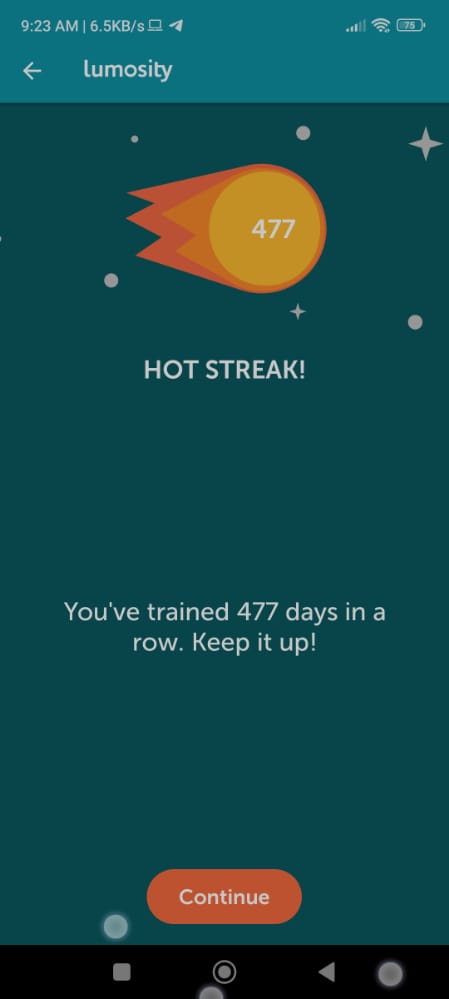 9:23 AM | 6.5KB/s
75
lumosity
477
HOT STREAK!
You've trained 477 days in a
row. Keep it up!
Continue